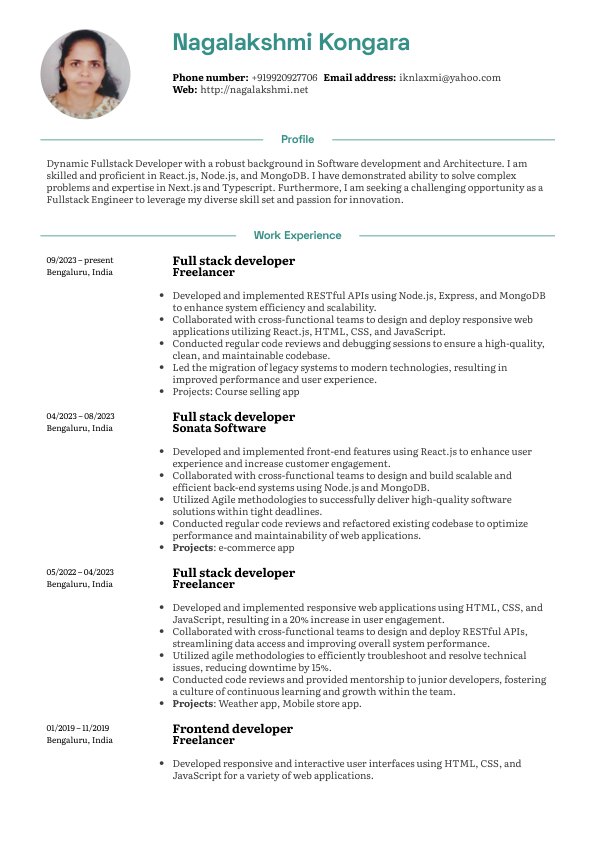 Nagalakshmi Kongara
Phone number: +919920927706 Email address: iknlaxmi@yahoo.com
Web: http://nagalakshmi.net
Profile
Dynamic Fullstack Developer with a robust background in Software development and Architecture. I am
skilled and proficient in React.js, Node.js, and MongoDB. I have demonstrated ability to solve complex
problems and expertise in Next.js and Typescript. Furthermore, I am seeking a challenging opportunity as a
Fullstack Engineer to leverage my diverse skill set and passion for innovation.
Work Experience
09/2023 – present
Bengaluru, India
Full stack developer
Freelancer
• Developed and implemented RESTful APIs using Node.js, Express, and MongoDB
to enhance system efficiency and scalability.
• Collaborated with cross-functional teams to design and deploy responsive web
applications utilizing React.js, HTML, CSS, and JavaScript.
• Conducted regular code reviews and debugging sessions to ensure a high-quality,
clean, and maintainable codebase.
• Led the migration of legacy systems to modern technologies, resulting in
improved performance and user experience.
• Projects: Course selling app
04/2023 – 08/2023
Bengaluru, India
Full stack developer
Sonata Software
• Developed and implemented front-end features using React.js to enhance user
experience and increase customer engagement.
• Collaborated with cross-functional teams to design and build scalable and
efficient back-end systems using Node.js and MongoDB.
• Utilized Agile methodologies to successfully deliver high-quality software
solutions within tight deadlines.
• Conducted regular code reviews and refactored existing codebase to optimize
performance and maintainability of web applications.
• Projects: e-commerce app
05/2022 – 04/2023
Bengaluru, India
Full stack developer
Freelancer
• Developed and implemented responsive web applications using HTML, CSS, and
JavaScript, resulting in a 20% increase in user engagement.
• Collaborated with cross-functional teams to design and deploy RESTful APIs,
streamlining data access and improving overall system performance.
• Utilized agile methodologies to efficiently troubleshoot and resolve technical
issues, reducing downtime by 15%.
• Conducted code reviews and provided mentorship to junior developers, fostering
a culture of continuous learning and growth within the team.
• Projects: Weather app, Mobile store app.
01/2019 – 11/2019
Bengaluru, India
Frontend developer
Freelancer
• Developed responsive and interactive user interfaces using HTML, CSS, and
JavaScript for a variety of web applications.